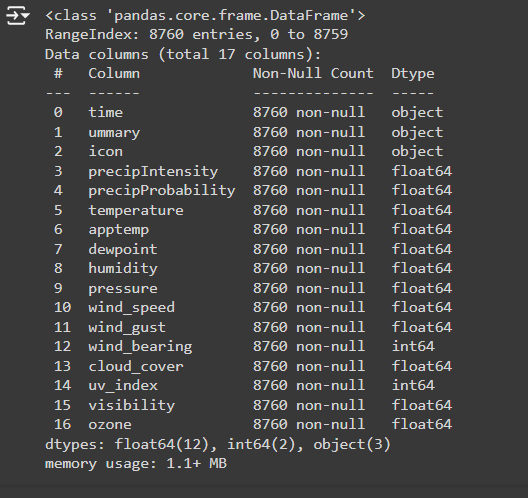 <class 'pandas.core.frame.DataFrame'>
RangeIndex: 8760 entries, 0 to 8759
Data columns (total 17 columns):
 #   Column             Non-Null Count  Dtype
---  ------             --------------  -----
 0   time               8760 non-null   object
 1   ummary             8760 non-null   object
 2   icon               8760 non-null   object
 3   precipIntensity    8760 non-null   float64
 4   precipProbability  8760 non-null   float64
 5   temperature        8760 non-null   float64
 6   apptemp            8760 non-null   float64
 7   dewpoint           8760 non-null   float64
 8   humidity           8760 non-null   float64
 9   pressure           8760 non-null   float64
 10  wind_speed         8760 non-null   float64
 11  wind_gust          8760 non-null   float64
 12  wind_bearing       8760 non-null   int64
 13  cloud_cover        8760 non-null   float64
 14  uv_index           8760 non-null   int64
 15  visibility         8760 non-null   float64
 16  ozone              8760 non-null   float64
dtypes: float64(12), int64(2), object(3)
memory usage: 1.1+ MB